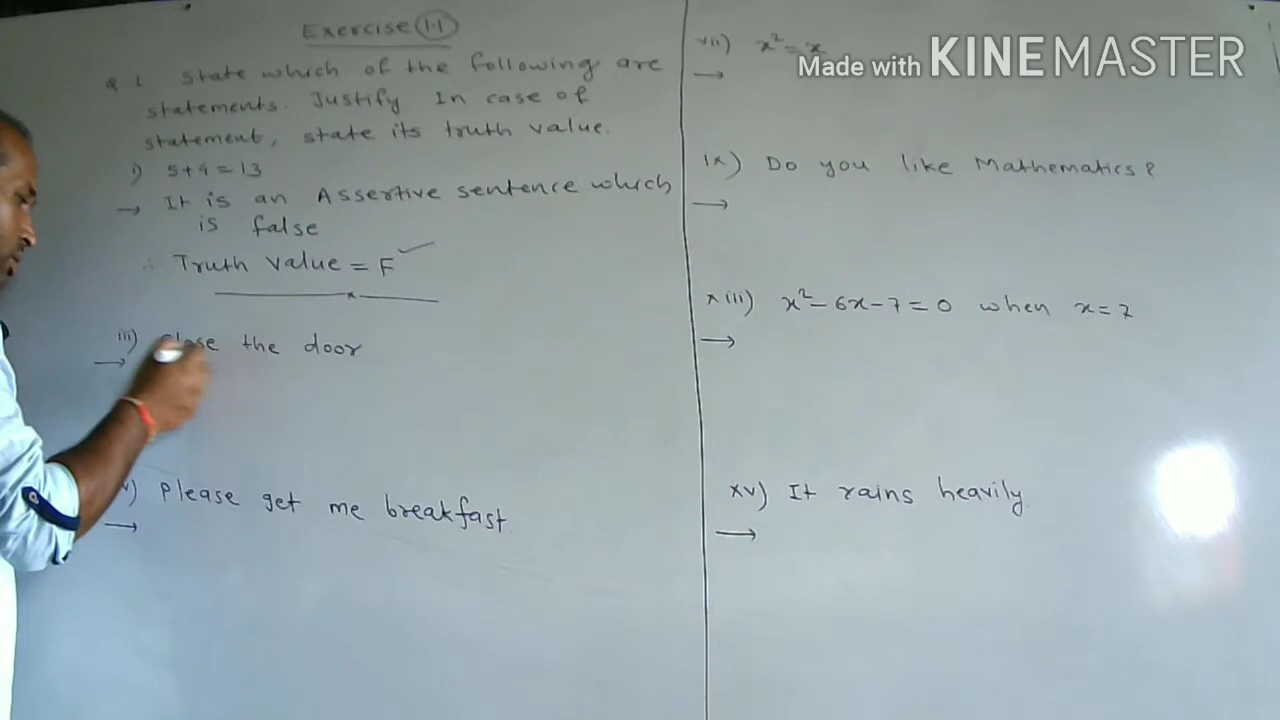 Exercise 1.1
Q 1. State which of the following are
statements. Justify In case of
statement, state its truth value.
i) 5+4=13
→ It is an Assertive sentence which
is false
∴ Truth value = F ✓
iii) Close the door
→
v) Please get me breakfast.
→
vii) x² = x
→
Made with KINEMASTER
ix) Do you like Mathematics?
→
xiii) x² - 6x - 7 = 0 when x = 7
→
xv) It rains heavily.
→